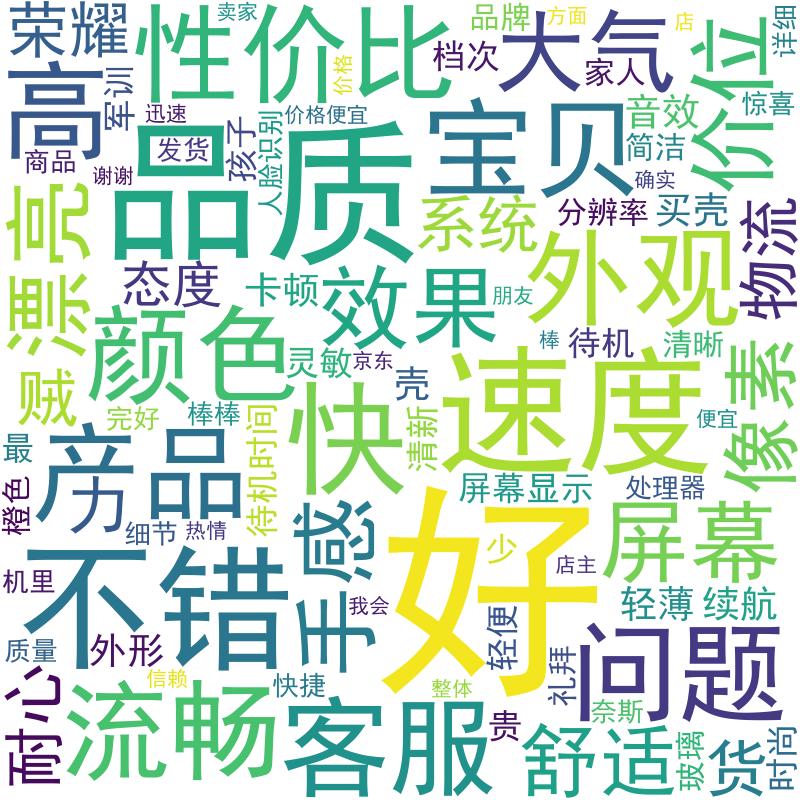 荣耀
卖家
性价比
品牌
方面
店
大气
价位
详细
高
军训
迅速
价格
档次
家人
惊喜
商品
谢谢
品质
发货
孩子
人脸识别
价格便宜
宝贝
音效
简洁
确实
漂亮
系统
分辨率
买壳
物流
态度
卡顿
效果
朋友
外观
颜色
灵敏
京东
棒
待机
清晰
贼
完好
棒棒
壳
快
清新
速度
便宜
像素
最
产品
力
待机时间
橙色
细节
热情
屏幕显示
处理器
机里
不错
手感
好
少
店主
屏幕
我会
轻便
轻薄
续航
质量
外形
信赖
礼拜
问题
耐心
流畅
快捷
客服
整体
贵
奈斯
舒适
玻璃
货
时尚